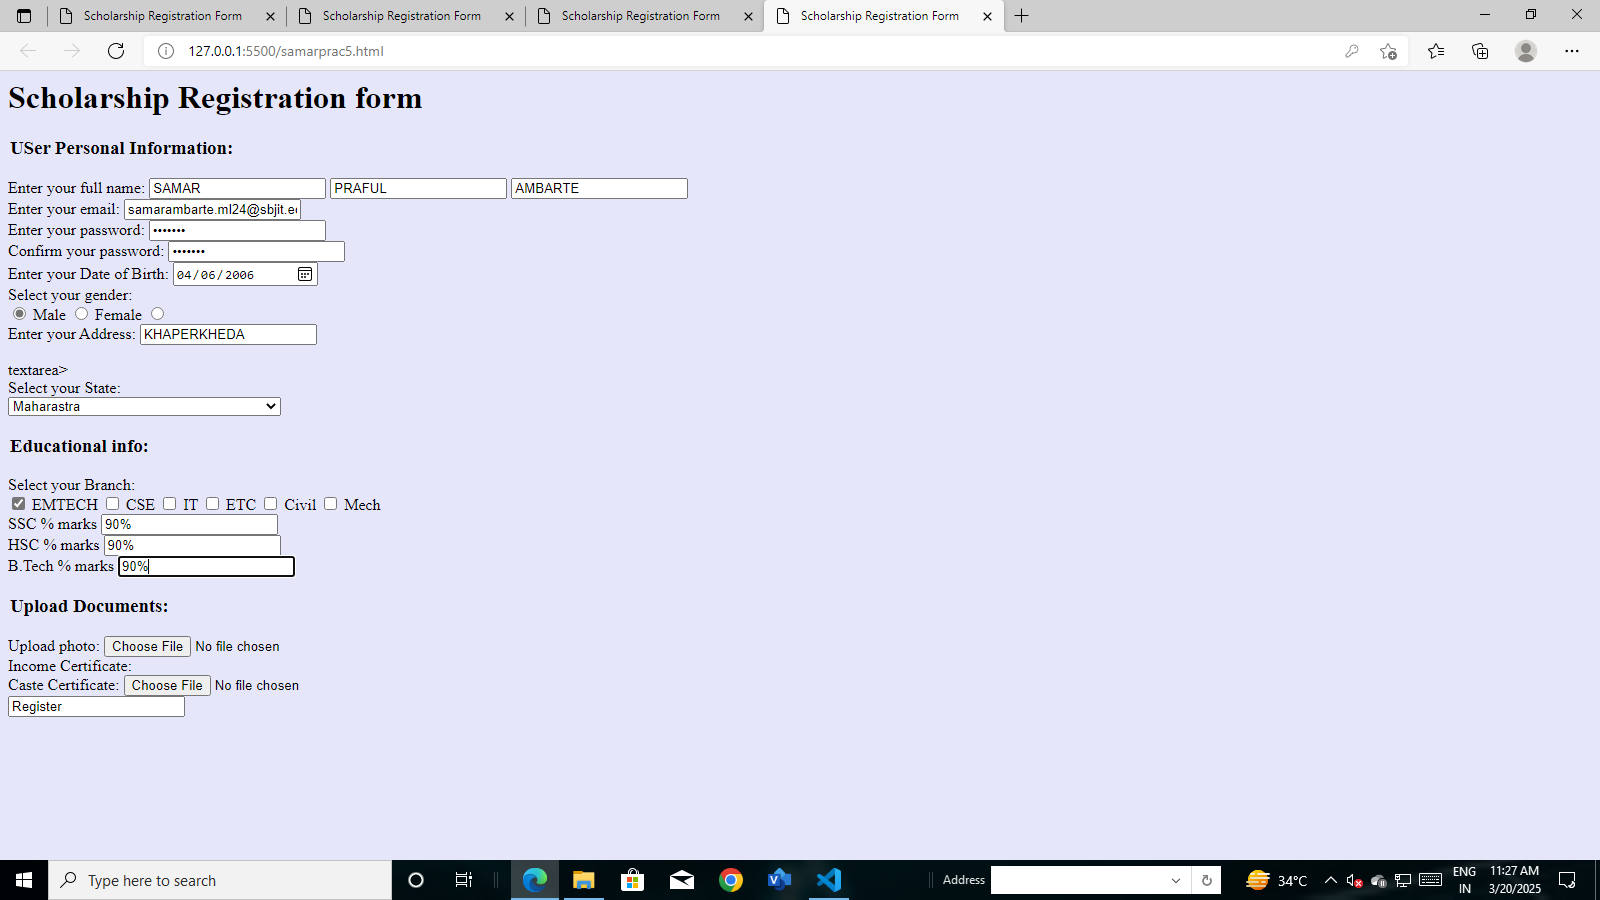 Scholarship Registration Form
Scholarship Registration Form
Scholarship Registration Form
Scholarship Registration Form
127.0.0.1:5500/samarprac5.html
Scholarship Registration form
USer Personal Information:
Enter your full name: SAMAR PRAFUL AMBARTE
Enter your email: samarambarte.ml24@sbjit.ec
Enter your password: •••••••
Confirm your password: •••••••
Enter your Date of Birth: 04/06/2006
Select your gender:
Male Female
Enter your Address: KHAPERKHEDA
textarea>
Select your State:
Maharastra
Educational info:
Select your Branch:
EMTECH CSE IT ETC Civil Mech
SSC % marks 90%
HSC % marks 90%
B.Tech % marks 90%
Upload Documents:
Upload photo: Choose File No file chosen
Income Certificate:
Caste Certificate: Choose File No file chosen
Register
Type here to search
Address
34°C
ENG
IN
11:27 AM
3/20/2025